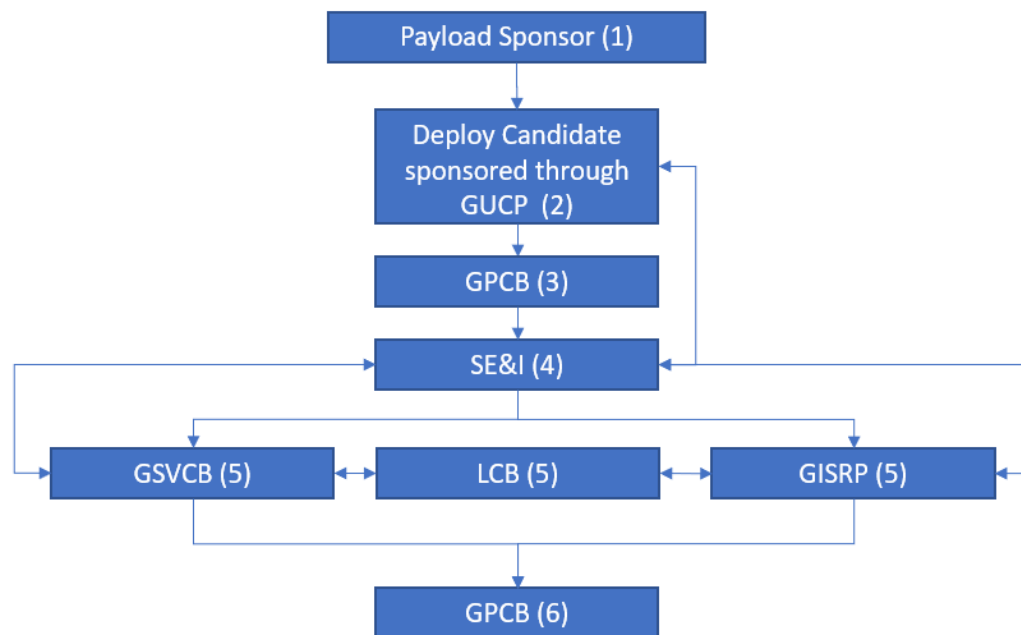 Payload Sponsor (1)
Deploy Candidate
sponsored through
GUCP (2)
GPCB (3)
SE&I (4)
GSVCB (5)
LCB (5)
GISRP (5)
GPCB (6)